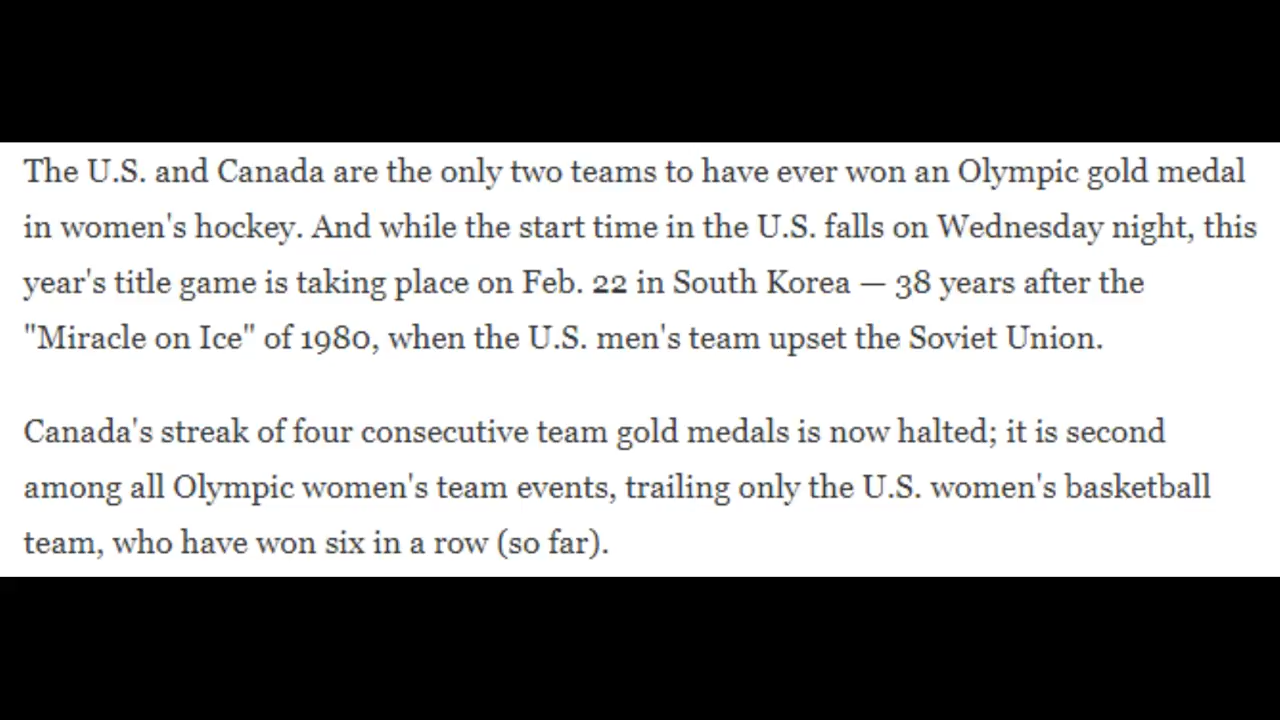 The U.S. and Canada are the only two teams to have ever won an Olympic gold medal
in women's hockey. And while the start time in the U.S. falls on Wednesday night, this
year's title game is taking place on Feb. 22 in South Korea — 38 years after the
"Miracle on Ice" of 1980, when the U.S. men's team upset the Soviet Union.
Canada's streak of four consecutive team gold medals is now halted; it is second
among all Olympic women's team events, trailing only the U.S. women's basketball
team, who have won six in a row (so far).